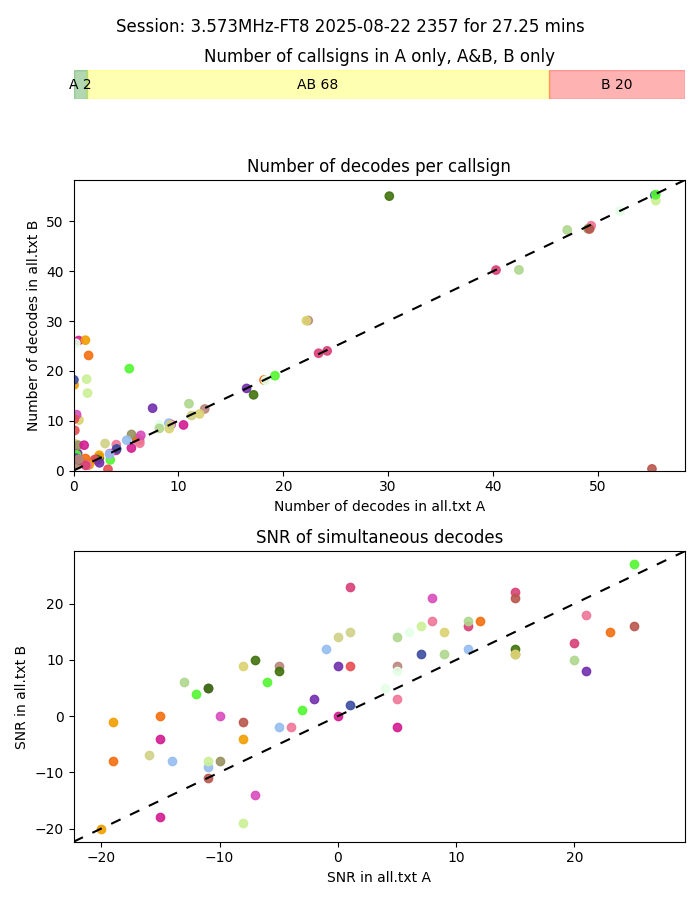 Session: 3.573MHz-FT8 2025-08-22 2357 for 27.25 mins
Number of callsigns in A only, A&B, B only
A 2 AB 68 B 20
Number of decodes per callsign
50
40
30
20
10
0
Number of decodes in all.txt B
0 10 20 30 40 50
Number of decodes in all.txt A
SNR of simultaneous decodes
20
10
0
−10
−20
SNR in all.txt B
−20 −10 0 10 20
SNR in all.txt A